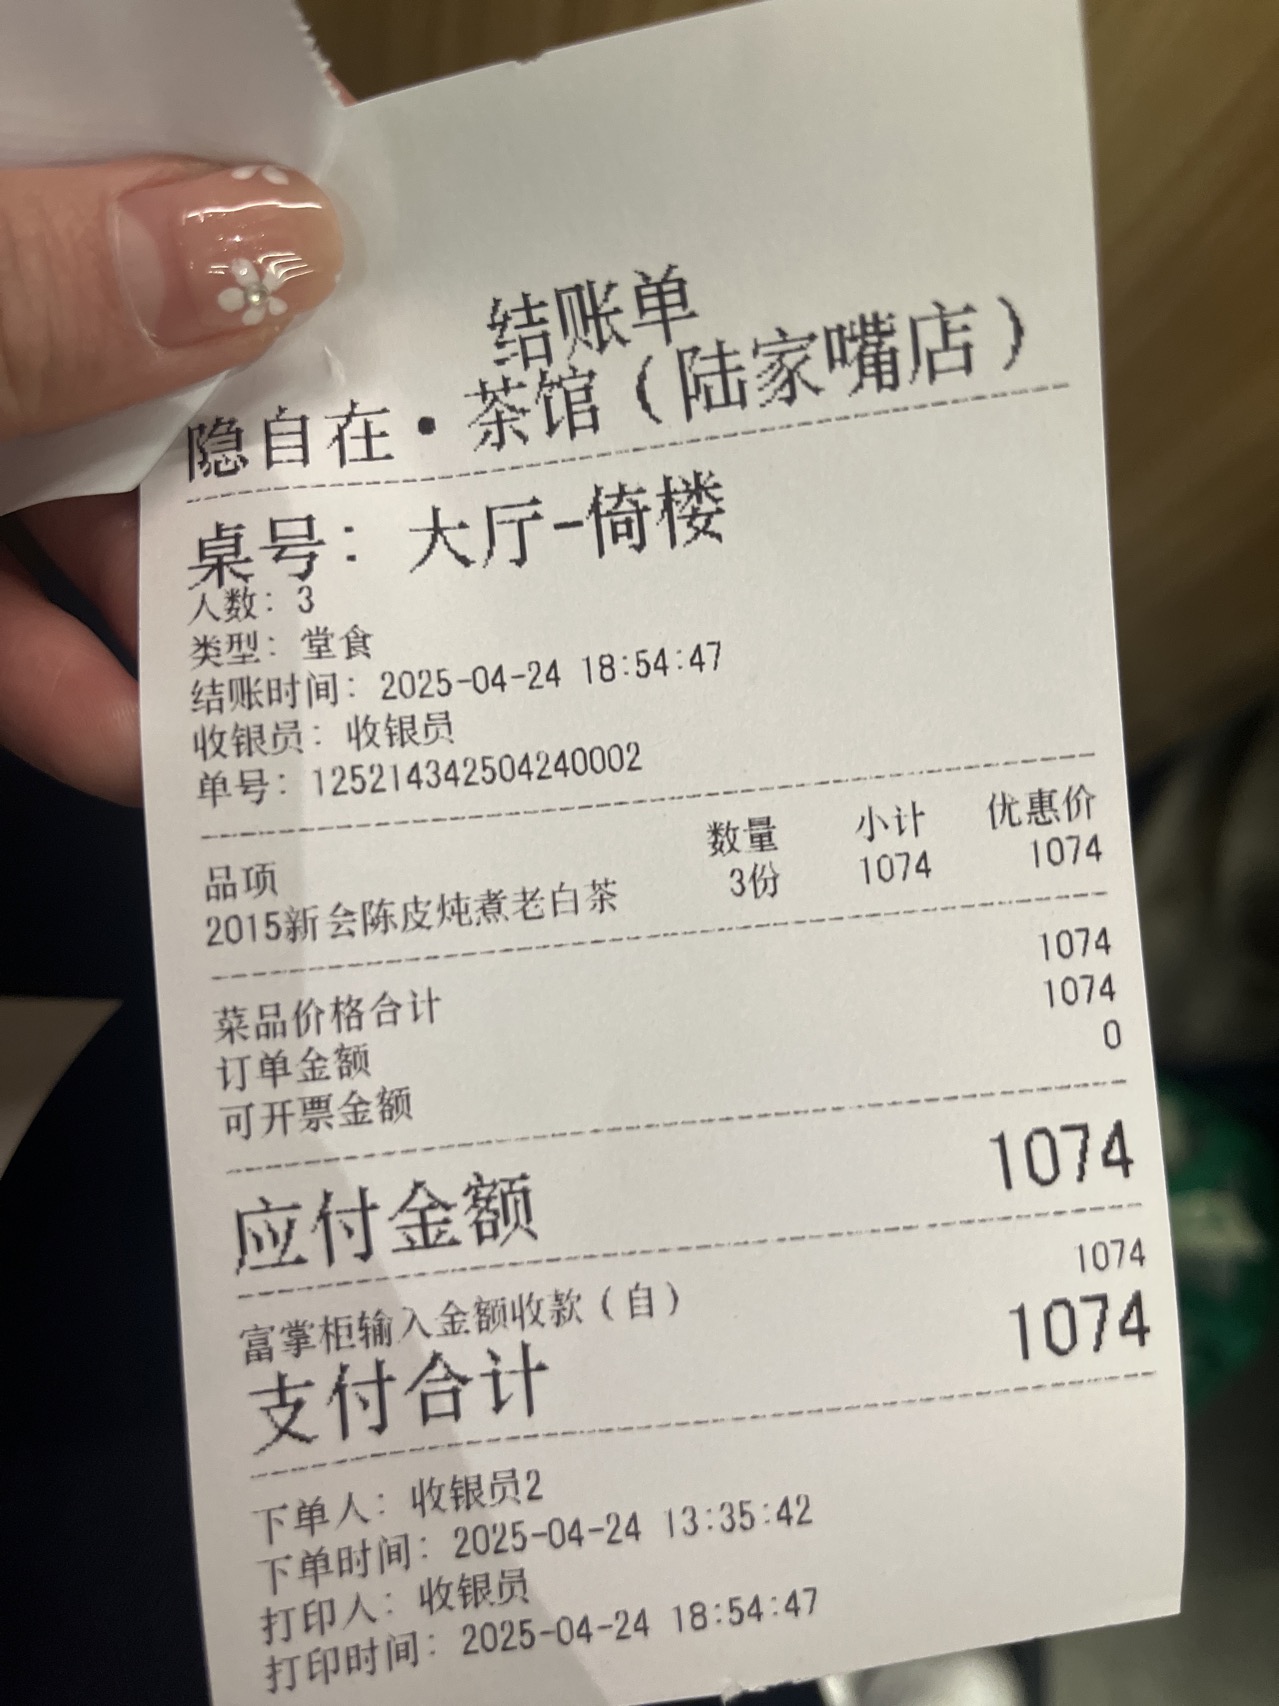 结账单
隐自在·茶馆（陆家嘴店）
桌号：大厅-倚楼
人数：3
类型：堂食
结账时间：2025-04-24 18:54:47
收银员：收银员
单号：125214342504240002
品项 数量 小计 优惠价
2015新会陈皮炖煮老白茶 3份 1074 1074
菜品价格合计 1074
订单金额 1074
可开票金额 0
应付金额 1074
富掌柜输入金额收款（自） 1074
支付合计 1074
下单人：收银员2
下单时间：2025-04-24 13:35:42
打印人：收银员
打印时间：2025-04-24 18:54:47